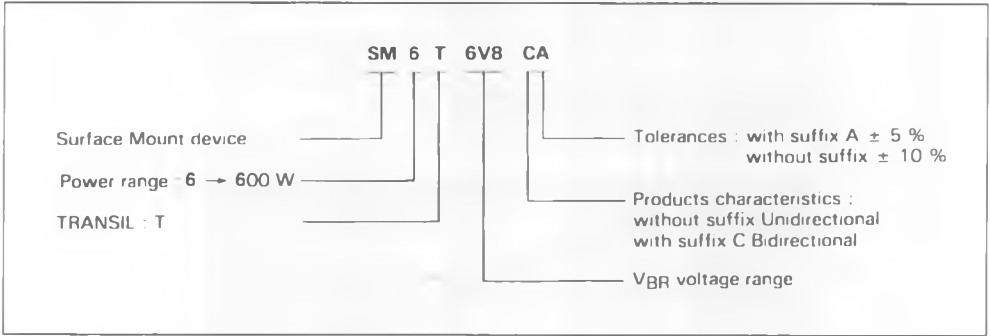 SM 6 T 6V8 CA
Surface Mount device
Power range 6 → 600 W
TRANSIL : T
Tolerances : with suffix A ± 5 %
without suffix ± 10 %
Products characteristics :
without suffix Unidirectional
with suffix C Bidirectional
VBR voltage range